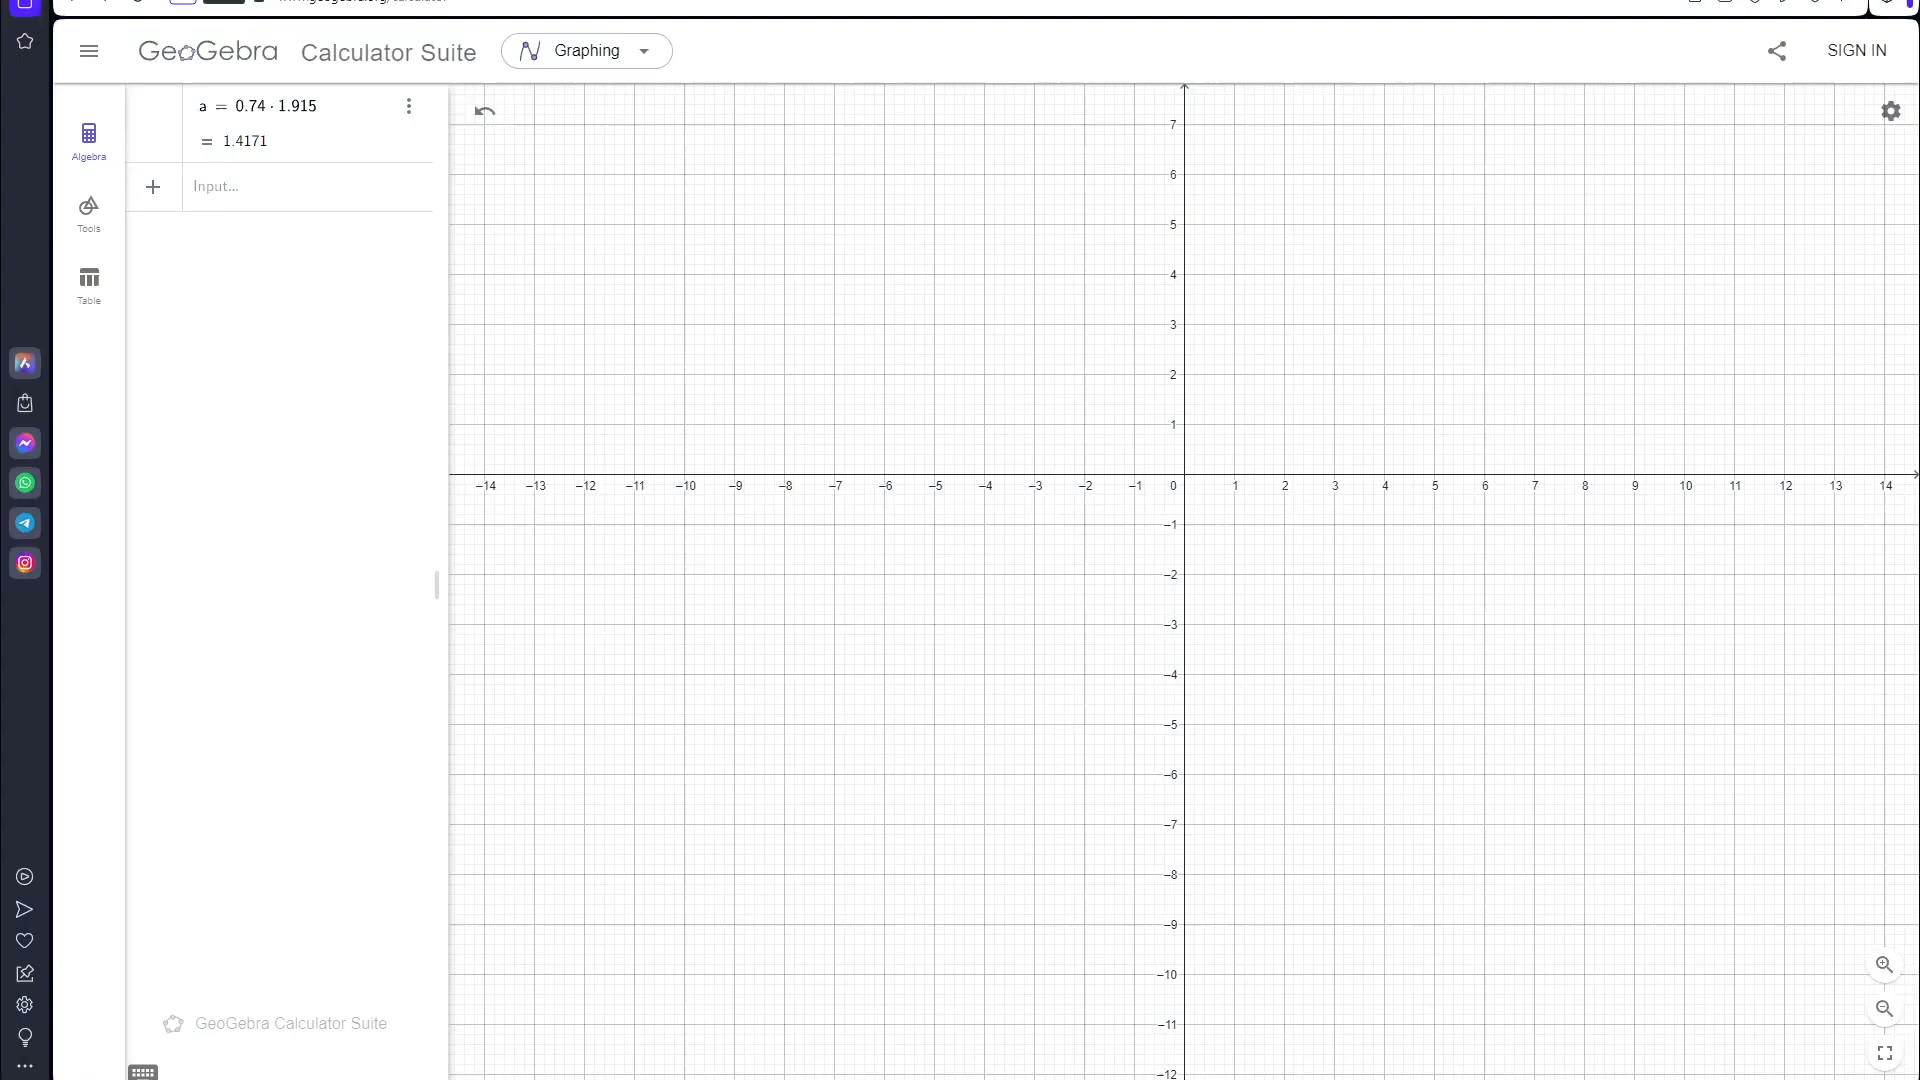 GeoGebra Calculator Suite Graphing SIGN IN
a = 0.74 · 1.915
= 1.4171
Input...
Algebra
Tools
Table
7
6
5
4
3
2
1
−14 −13 −12 −11 −10 −9 −8 −7 −6 −5 −4 −3 −2 −1 0 1 2 3 4 5 6 7 8 9 10 11 12 13 14
−1
−2
−3
−4
−5
−6
−7
−8
−9
−10
−11
−12
GeoGebra Calculator Suite